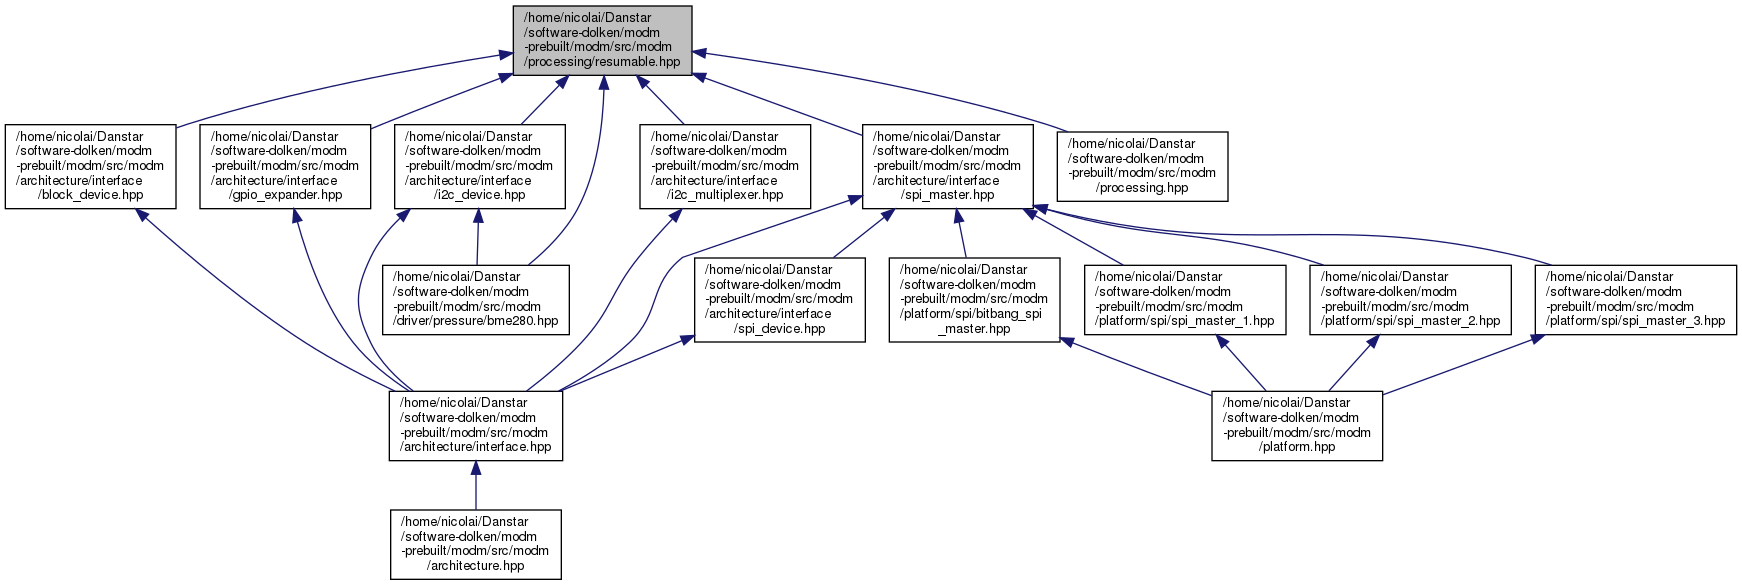 /home/nicolai/Danstar
/software-dolken/modm
-prebuilt/modm/src/modm
/processing/resumable.hpp
/home/nicolai/Danstar
/software-dolken/modm
-prebuilt/modm/src/modm
/architecture/interface
/block_device.hpp
/home/nicolai/Danstar
/software-dolken/modm
-prebuilt/modm/src/modm
/architecture/interface
/gpio_expander.hpp
/home/nicolai/Danstar
/software-dolken/modm
-prebuilt/modm/src/modm
/architecture/interface
/i2c_device.hpp
/home/nicolai/Danstar
/software-dolken/modm
-prebuilt/modm/src/modm
/architecture/interface
/i2c_multiplexer.hpp
/home/nicolai/Danstar
/software-dolken/modm
-prebuilt/modm/src/modm
/architecture/interface
/spi_master.hpp
/home/nicolai/Danstar
/software-dolken/modm
-prebuilt/modm/src/modm
/processing.hpp
/home/nicolai/Danstar
/software-dolken/modm
-prebuilt/modm/src/modm
/driver/pressure/bme280.hpp
/home/nicolai/Danstar
/software-dolken/modm
-prebuilt/modm/src/modm
/architecture/interface
/spi_device.hpp
/home/nicolai/Danstar
/software-dolken/modm
-prebuilt/modm/src/modm
/platform/spi/bitbang_spi
_master.hpp
/home/nicolai/Danstar
/software-dolken/modm
-prebuilt/modm/src/modm
/platform/spi/spi_master_1.hpp
/home/nicolai/Danstar
/software-dolken/modm
-prebuilt/modm/src/modm
/platform/spi/spi_master_2.hpp
/home/nicolai/Danstar
/software-dolken/modm
-prebuilt/modm/src/modm
/platform/spi/spi_master_3.hpp
/home/nicolai/Danstar
/software-dolken/modm
-prebuilt/modm/src/modm
/architecture/interface.hpp
/home/nicolai/Danstar
/software-dolken/modm
-prebuilt/modm/src/modm
/platform.hpp
/home/nicolai/Danstar
/software-dolken/modm
-prebuilt/modm/src/modm
/architecture.hpp